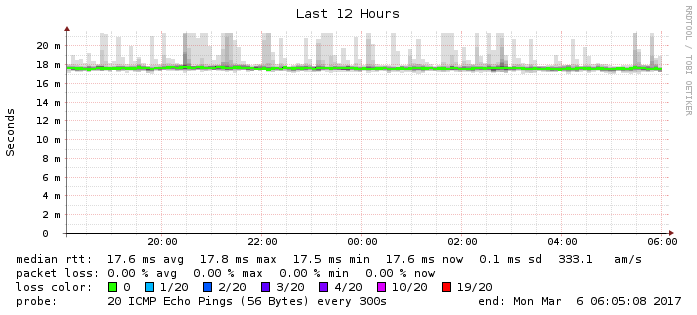 Last 12 Hours
RRDTOOL / TOBI OETIKER
Seconds
20 m
18 m
16 m
14 m
12 m
10 m
8 m
6 m
4 m
2 m
0
20:00 22:00 00:00 02:00 04:00 06:00
median rtt: 17.6 ms avg 17.8 ms max 17.5 ms min 17.6 ms now 0.1 ms sd 333.1 am/s
packet loss: 0.00 % avg 0.00 % max 0.00 % min 0.00 % now
loss color: 0 1/20 2/20 3/20 4/20 10/20 19/20
probe: 20 ICMP Echo Pings (56 Bytes) every 300s end: Mon Mar 6 06:05:08 2017